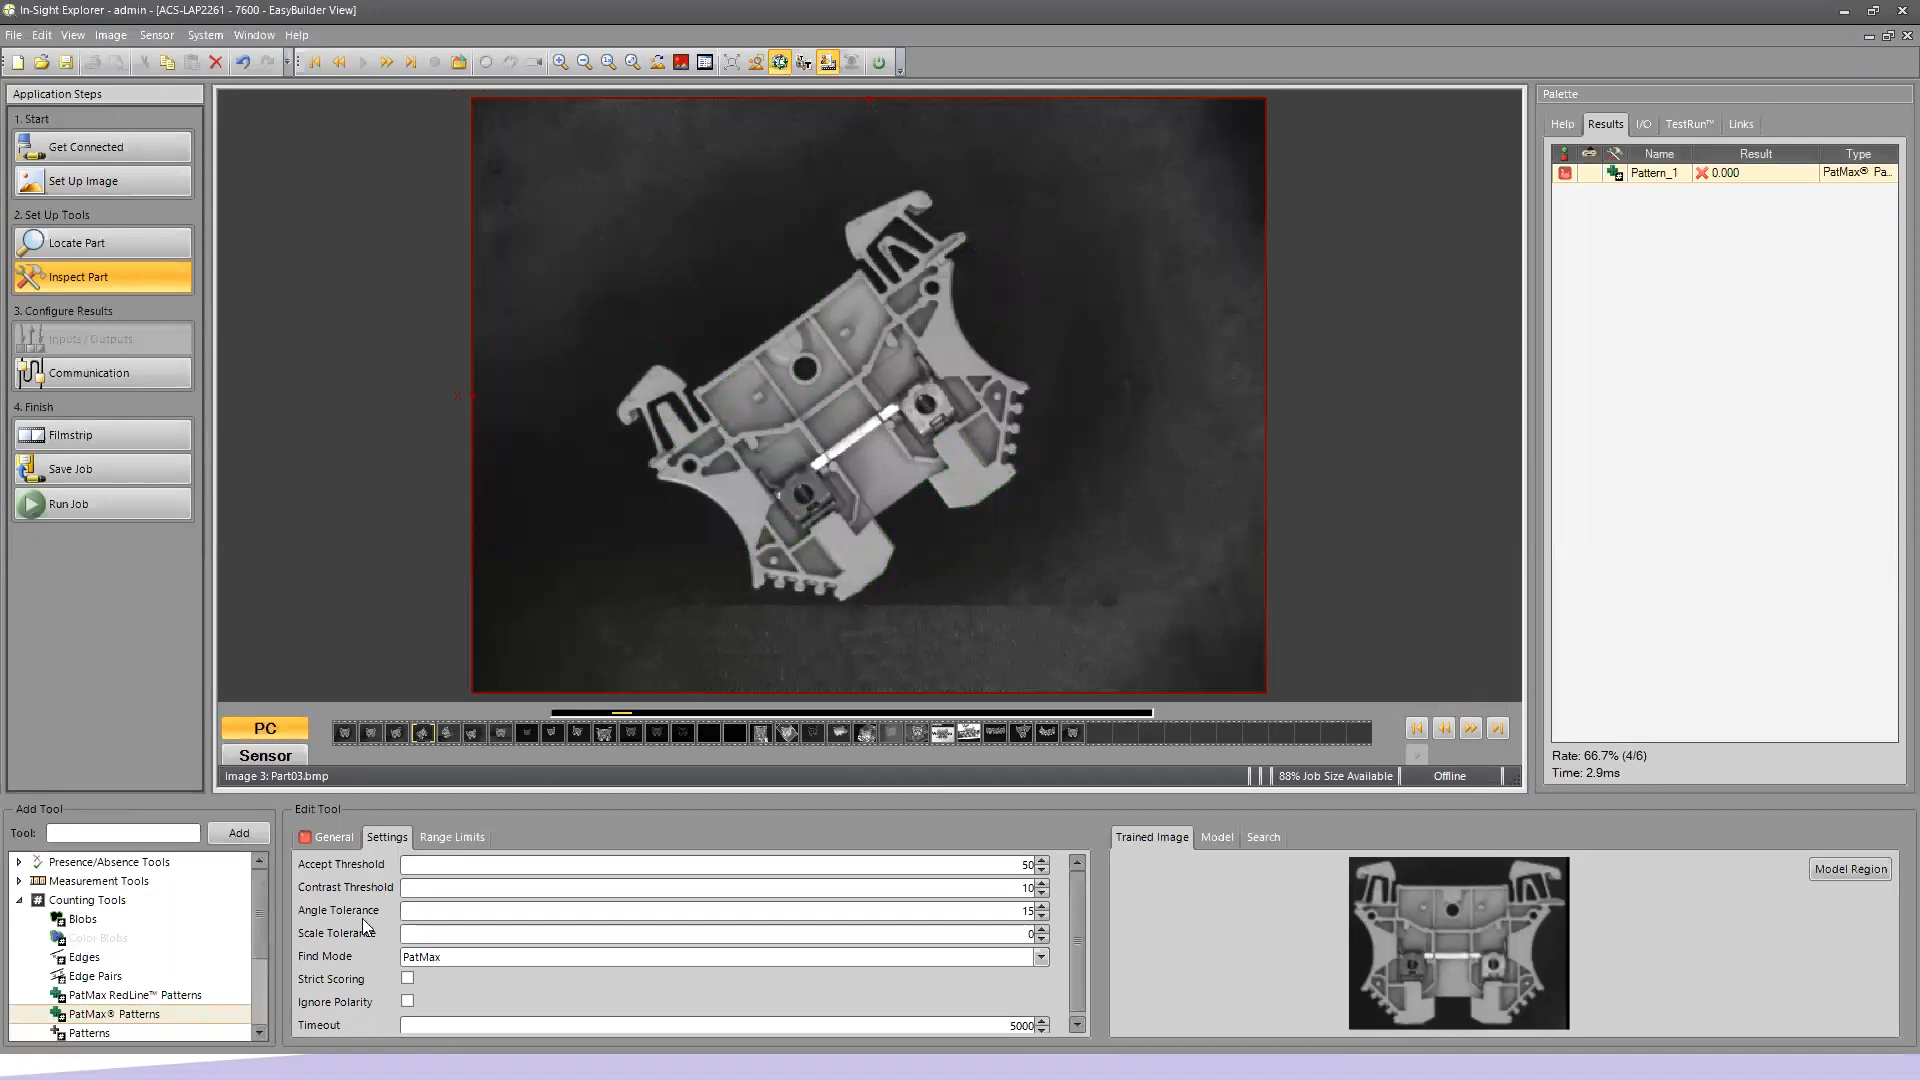 In-Sight Explorer - admin - [ACS-LAP2261 - 7600 - EasyBuilder View]
File Edit View Image Sensor System Window Help
Application Steps
1. Start
Get Connected
Set Up Image
2. Set Up Tools
Locate Part
Inspect Part
3. Configure Results
Inputs / Outputs
Communication
4. Finish
Filmstrip
Save Job
Run Job
PC
Sensor
Image 3: Part03.bmp
88% Job Size Available
Offline
Palette
Help Results I/O TestRun™ Links
Name Result Type
Pattern_1 0.000 PatMax® Pa...
Rate: 66.7% (4/6)
Time: 2.9ms
Add Tool
Tool: Add
Presence/Absence Tools
Measurement Tools
Counting Tools
Blobs
Color Blobs
Edges
Edge Pairs
PatMax RedLine™ Patterns
PatMax® Patterns
Patterns
Edit Tool
General Settings Range Limits
Accept Threshold 50
Contrast Threshold 10
Angle Tolerance 15
Scale Tolerance 0
Find Mode PatMax
Strict Scoring
Ignore Polarity
Timeout 5000
Trained Image Model Search
Model Region